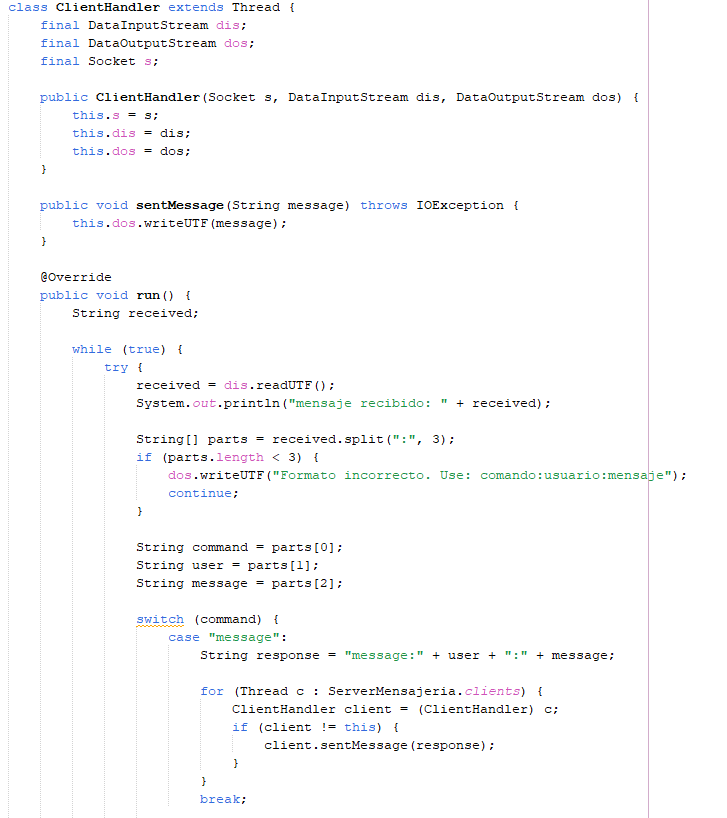 class ClientHandler extends Thread {
    final DataInputStream dis;
    final DataOutputStream dos;
    final Socket s;
    public ClientHandler(Socket s, DataInputStream dis, DataOutputStream dos) {
        this.s = s;
        this.dis = dis;
        this.dos = dos;
    }
    public void sentMessage(String message) throws IOException {
        this.dos.writeUTF(message);
    }
    @Override
    public void run() {
        String received;
        while (true) {
            try {
                received = dis.readUTF();
                System.out.println("mensaje recibido: " + received);
                String[] parts = received.split(":", 3);
                if (parts.length < 3) {
                    dos.writeUTF("Formato incorrecto. Use: comando:usuario:mensaje");
                    continue;
                }
                String command = parts[0];
                String user = parts[1];
                String message = parts[2];
                switch (command) {
                    case "message":
                        String response = "message:" + user + ":" + message;
                        for (Thread c : ServerMensajeria.clients) {
                            ClientHandler client = (ClientHandler) c;
                            if (client != this) {
                                client.sentMessage(response);
                            }
                        }
                        break;